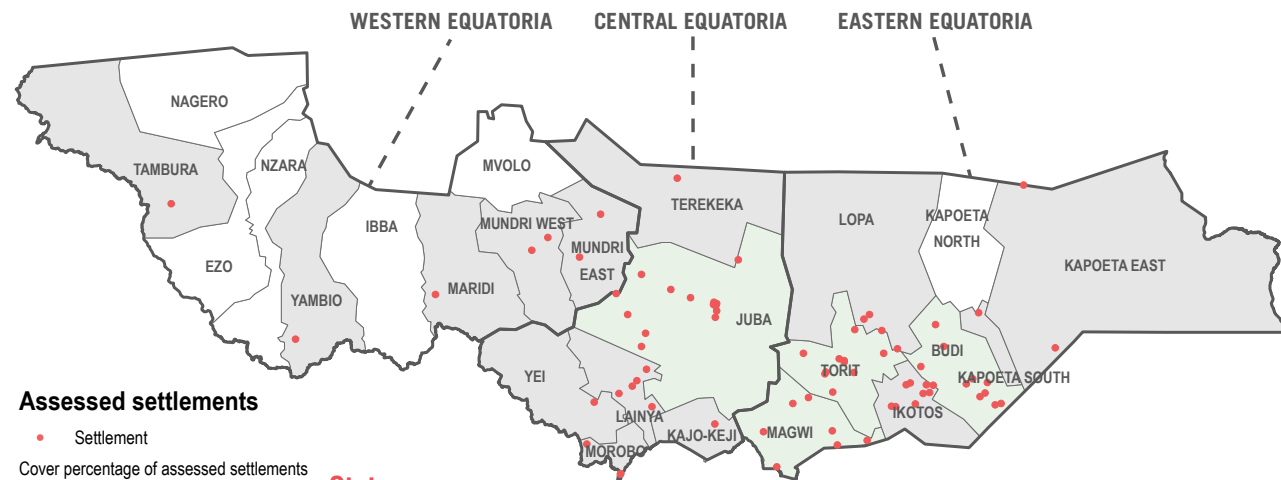 WESTERN EQUATORIA
CENTRAL EQUATORIA
EASTERN EQUATORIA
NAGERO
TAMBURA
NZARA
MVOLO
TEREKEKA
LOPA
KAPOETA
NORTH
IBBA
MUNDRI WEST
MUNDRI
EAST
EZO
KAPOETA EAST
YAMBIO
MARIDI
JUBA
BUDI
YEI
TORIT
KAPOETA SOUTH
LAINYA
IKOTOS
KAJO-KEJI
MAGWI
MOROBO
Assessed settlements
Settlement
Cover percentage of assessed settlements